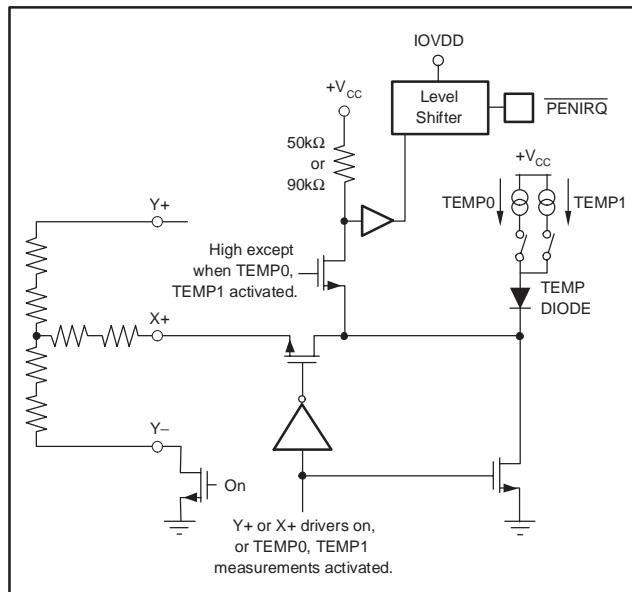 IOVDD
+VCC
Level
Shifter
PENIRQ
50kΩ
or
90kΩ
+VCC
TEMP0
TEMP1
Y+
High except
when TEMP0,
TEMP1 activated.
TEMP
DIODE
X+
Y–
On
Y+ or X+ drivers on,
or TEMP0, TEMP1
measurements activated.